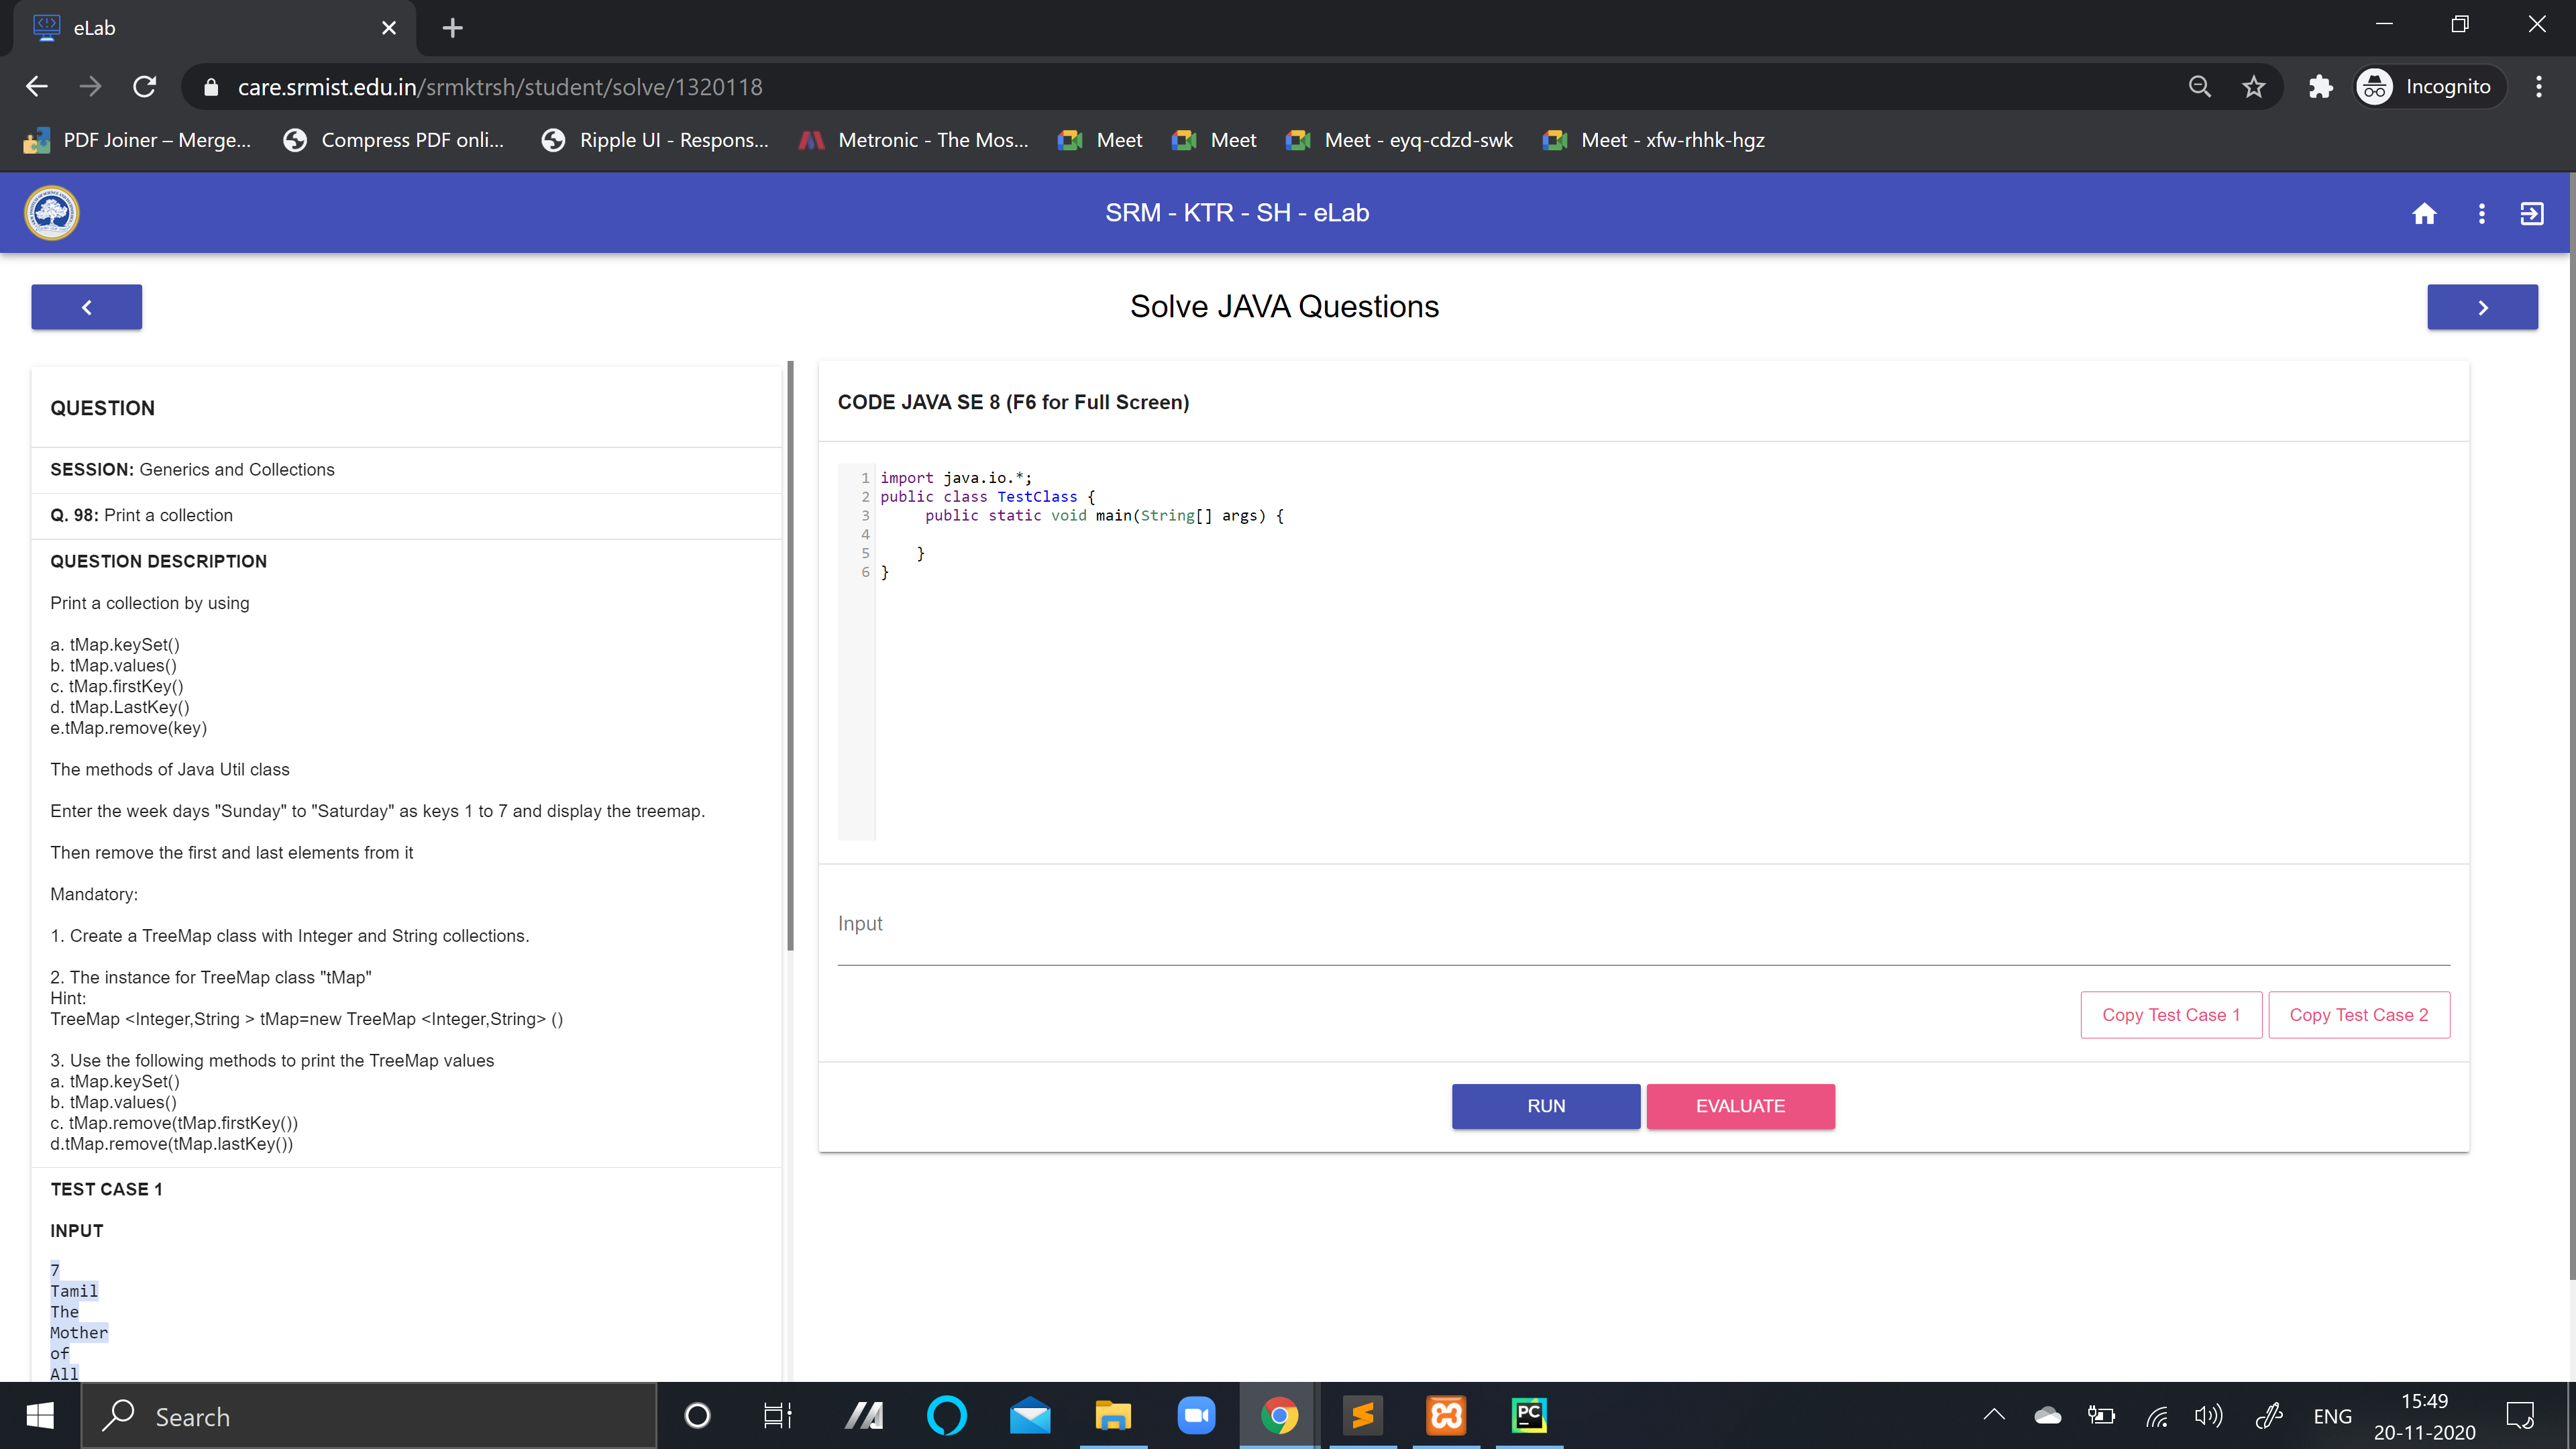 eLab
care.srmist.edu.in/srmktrsh/student/solve/1320118
Incognito
PDF Joiner – Merge...
Compress PDF onli...
Ripple UI - Respons...
Metronic - The Mos...
Meet
Meet
Meet - eyq-cdzd-swk
Meet - xfw-rhhk-hgz
SRM - KTR - SH - eLab
Solve JAVA Questions
QUESTION
SESSION: Generics and Collections
Q. 98: Print a collection
QUESTION DESCRIPTION
Print a collection by using
a. tMap.keySet()
b. tMap.values()
c. tMap.firstKey()
d. tMap.LastKey()
e.tMap.remove(key)
The methods of Java Util class
Enter the week days "Sunday" to "Saturday" as keys 1 to 7 and display the treemap.
Then remove the first and last elements from it
Mandatory:
1. Create a TreeMap class with Integer and String collections.
2. The instance for TreeMap class "tMap"
Hint:
TreeMap <Integer,String > tMap=new TreeMap <Integer,String> ()
3. Use the following methods to print the TreeMap values
a. tMap.keySet()
b. tMap.values()
c. tMap.remove(tMap.firstKey())
d.tMap.remove(tMap.lastKey())
TEST CASE 1
INPUT
7
Tamil
The
Mother
of
All
CODE JAVA SE 8 (F6 for Full Screen)
1 import java.io.*;
2 public class TestClass {
3 public static void main(String[] args) {
4
5 }
6 }
Input
Copy Test Case 1
Copy Test Case 2
RUN
EVALUATE
Search
PC
ENG
15:49
20-11-2020